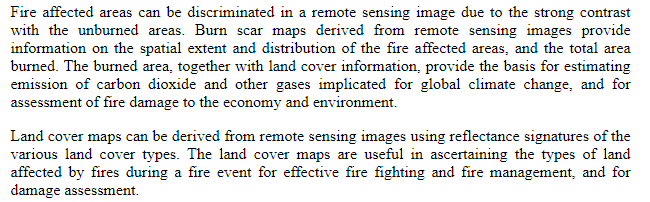 Fire affected areas can be discriminated in a remote sensing image due to the strong contrast
with the unburned areas. Burn scar maps derived from remote sensing images provide
information on the spatial extent and distribution of the fire affected areas, and the total area
burned. The burned area, together with land cover information, provide the basis for estimating
emission of carbon dioxide and other gases implicated for global climate change, and for
assessment of fire damage to the economy and environment.
Land cover maps can be derived from remote sensing images using reflectance signatures of the
various land cover types. The land cover maps are useful in ascertaining the types of land
affected by fires during a fire event for effective fire fighting and fire management, and for
damage assessment.